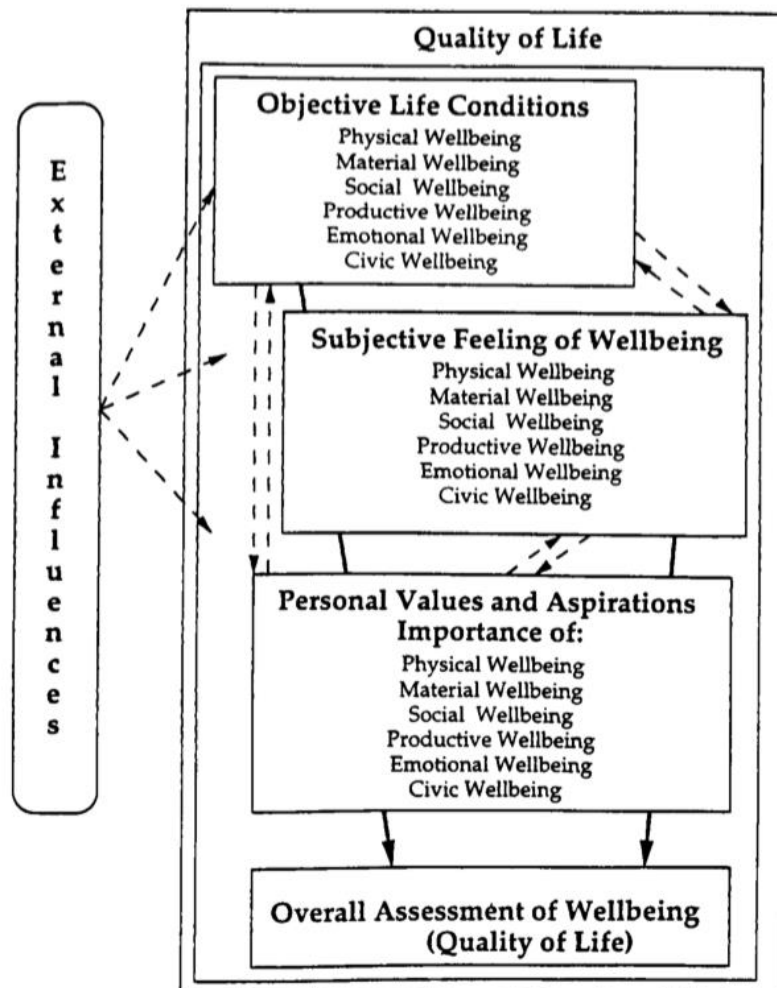 Quality of Life
External Influences
Objective Life Conditions
Physical Wellbeing
Material Wellbeing
Social Wellbeing
Productive Wellbeing
Emotional Wellbeing
Civic Wellbeing
Subjective Feeling of Wellbeing
Physical Wellbeing
Material Wellbeing
Social Wellbeing
Productive Wellbeing
Emotional Wellbeing
Civic Wellbeing
Personal Values and Aspirations
Importance of:
Physical Wellbeing
Material Wellbeing
Social Wellbeing
Productive Wellbeing
Emotional Wellbeing
Civic Wellbeing
Overall Assessment of Wellbeing
(Quality of Life)